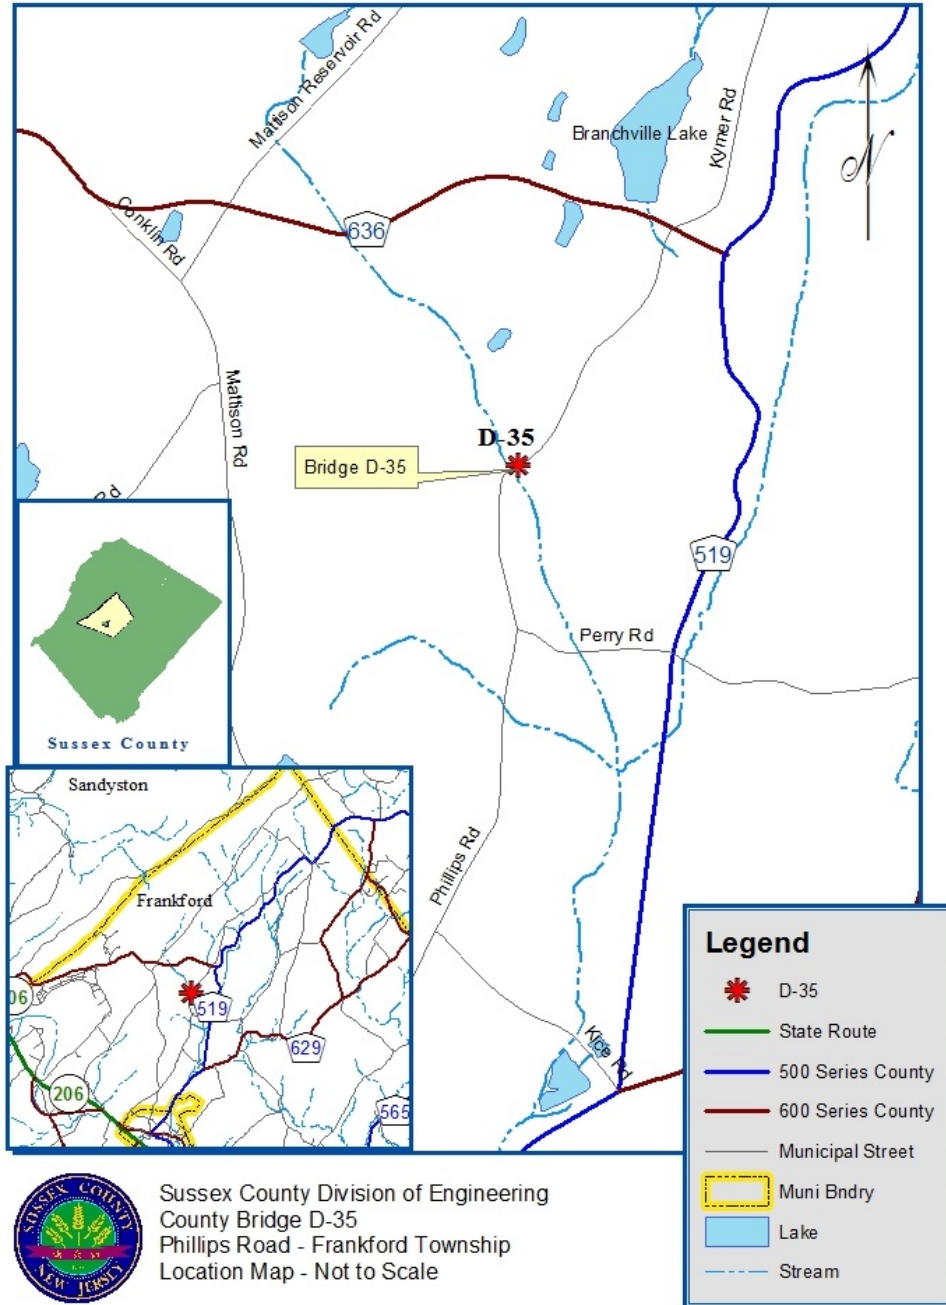 Mattison Reservoir Rd
Branchville Lake
Kymer Rd
N
Conklin Rd
636
Mattison Rd
D-35
Bridge D-35
Rd
519
Perry Rd
Sussex County
Phillips Rd
Kice Rd
Sandyston
Frankford
06
519
629
206
565
Legend
D-35
State Route
500 Series County
600 Series County
Municipal Street
Muni Bndry
Lake
Stream
SUSSEX COUNTY
NEW JERSEY
Sussex County Division of Engineering
County Bridge D-35
Phillips Road - Frankford Township
Location Map - Not to Scale